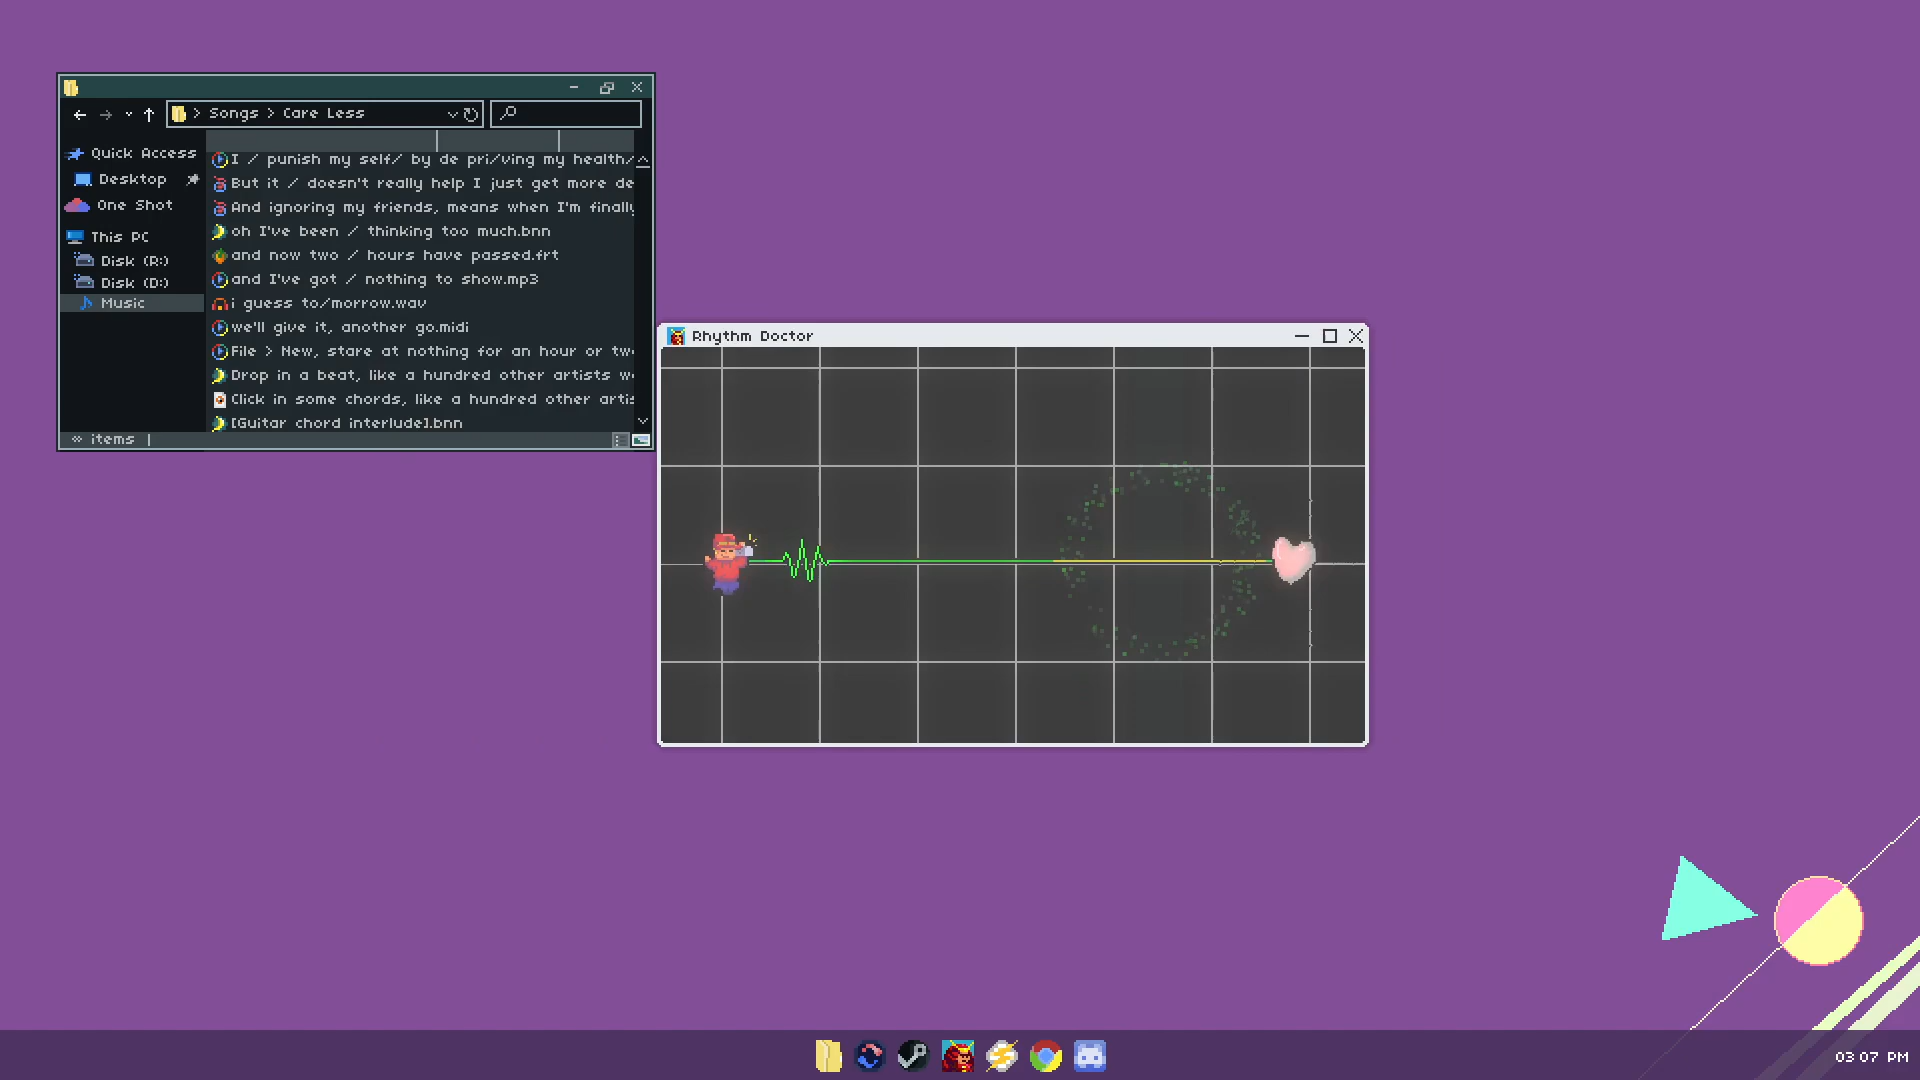 Songs > Care Less
Quick Access
Desktop
One Shot
This PC
Disk (R:)
Disk (D:)
Music
I / punish my self/ by de pri/ving my health/
But it / doesn't really help I just get more de
And ignoring my friends, means when I'm finally
oh I've been / thinking too much.bnn
and now two / hours have passed.frt
and I've got / nothing to show.mp3
i guess to/morrow.wav
we'll give it, another go.midi
File > New, stare at nothing for an hour or two
Drop in a beat, like a hundred other artists w
Click in some chords, like a hundred other artis
[Guitar chord interlude].bnn
∞ items |
Rhythm Doctor
03 07 PM